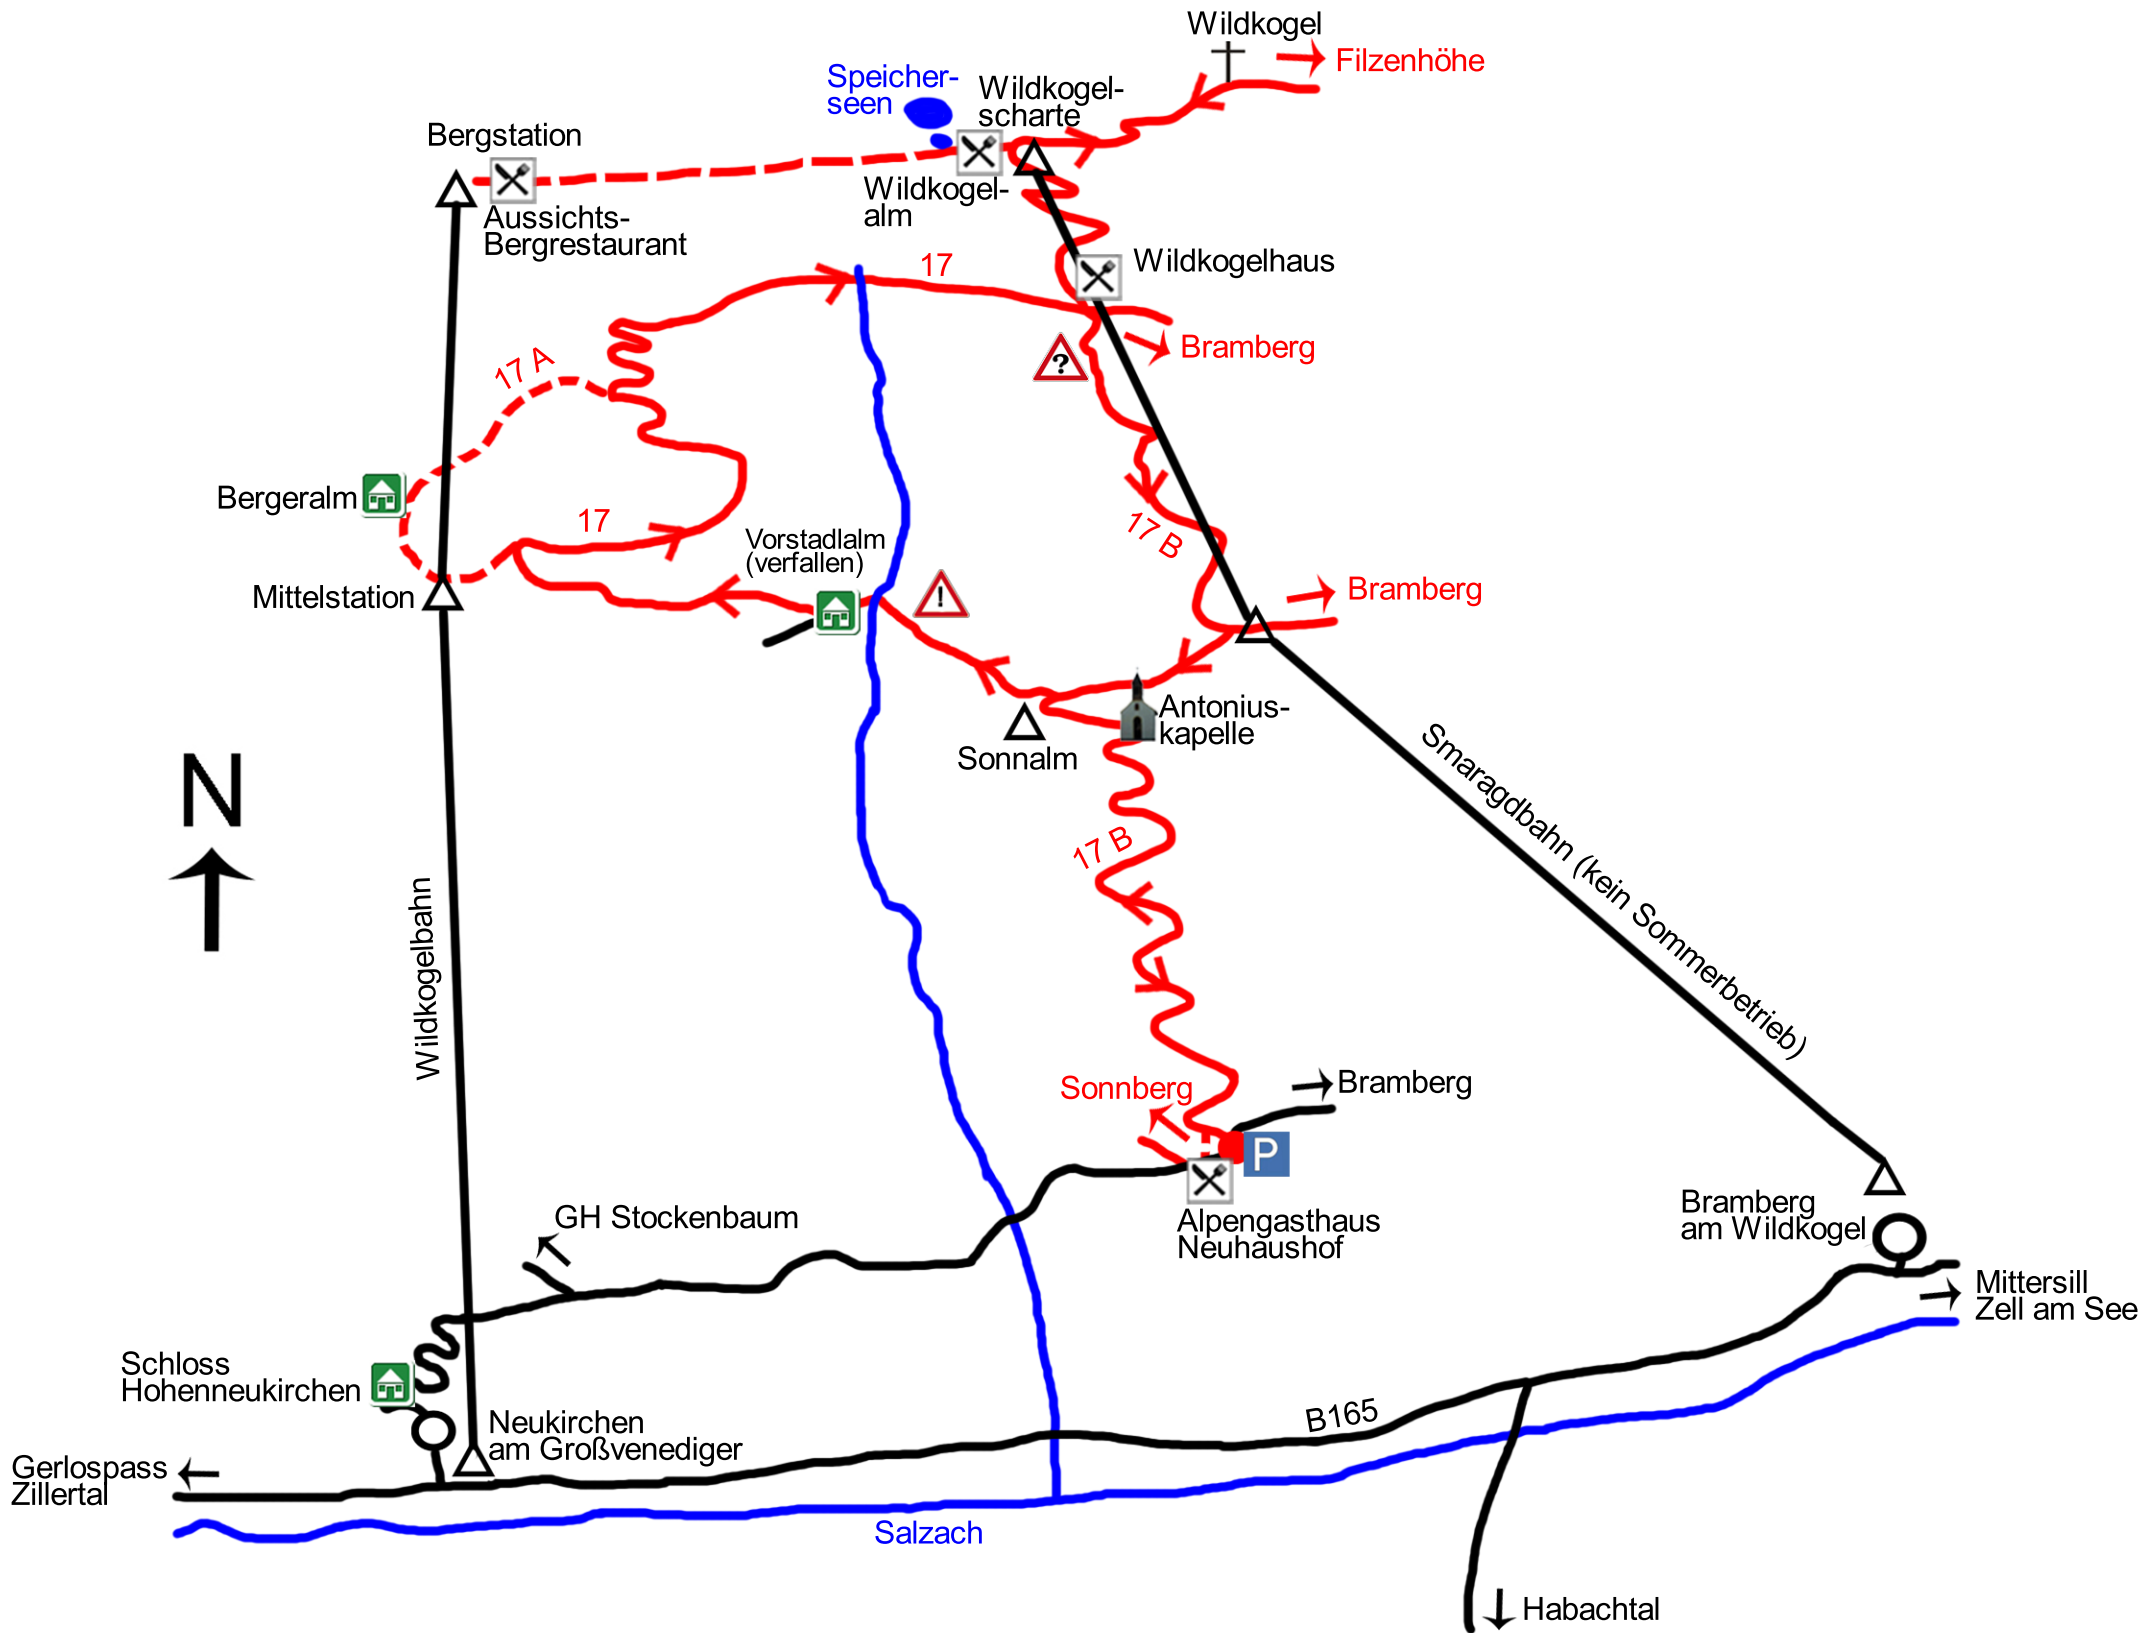 Wildkogel
Filzenhöhe
Speicher-
seen
Wildkogel-
scharte
Bergstation
Wildkogel-
alm
Aussichts-
Bergrestaurant
17
Wildkogelhaus
Bramberg
?
17 A
Bergeralm
17
Vorstadlalm
(verfallen)
17 B
!
Mittelstation
Bramberg
Antonius-
kapelle
Sonnalm
N
Smaragdbahn (kein Sommerbetrieb)
17 B
Wildkogelbahn
Sonnberg
Bramberg
P
GH Stockenbaum
Alpengasthaus
Neuhaushof
Bramberg
am Wildkogel
Mittersill
Zell am See
Schloss
Hohenneukirchen
Neukirchen
am Großvenediger
B165
Gerlospass
Zillertal
Salzach
Habachtal